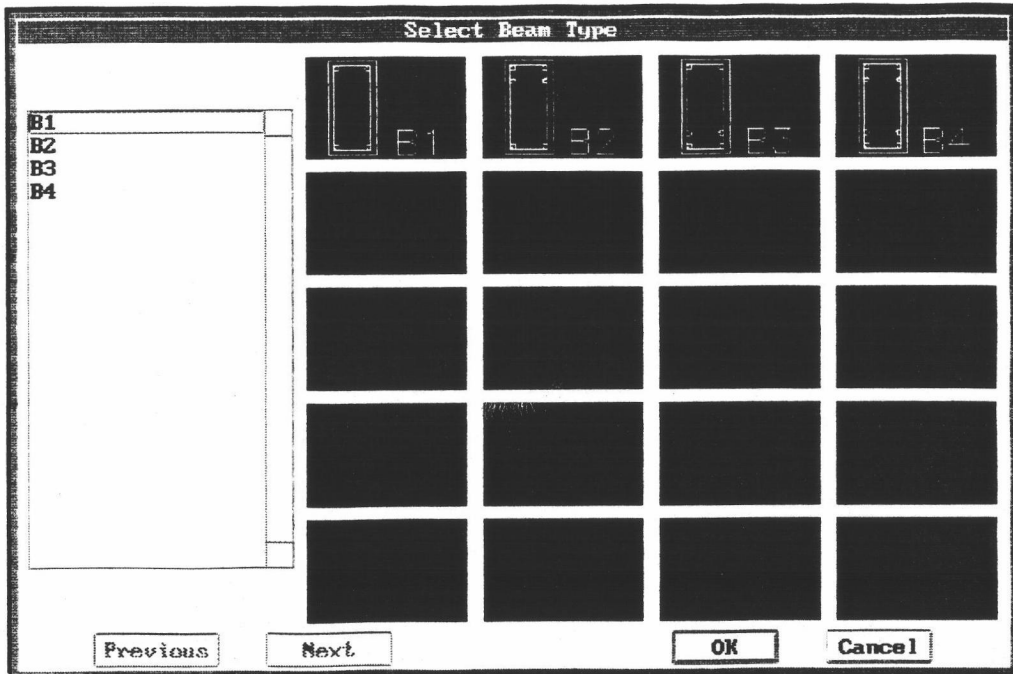 Select Beam Type
B1
B2
B3
B4
B1
B2
B3
B4
Previous
Next
OK
Cancel